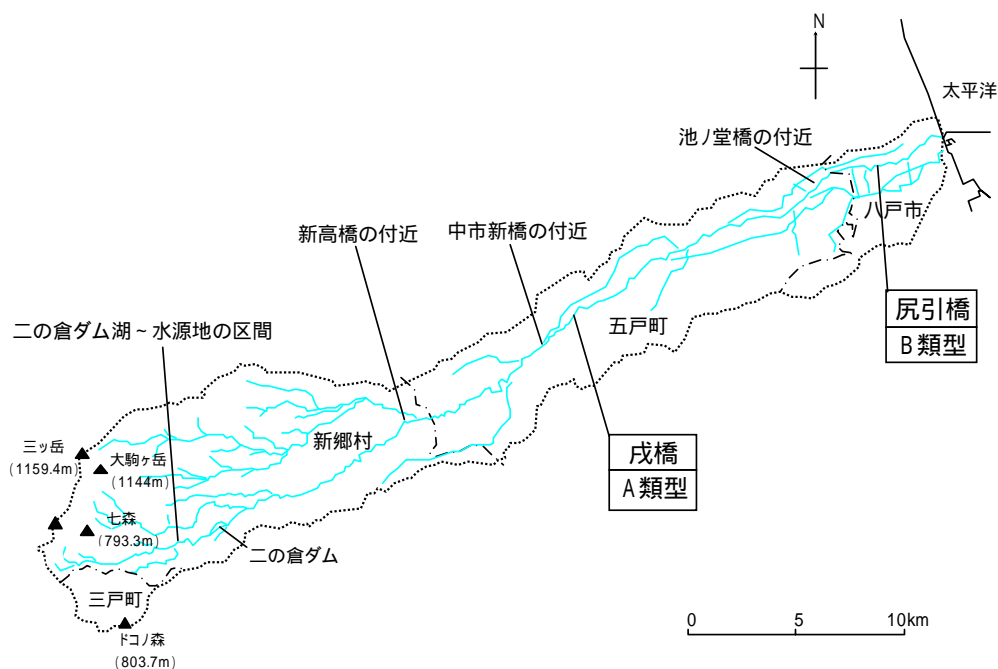 N
太平洋
池ノ堂橋の付近
八戸市
新高橋の付近
中市新橋の付近
尻引橋
B類型
五戸町
二の倉ダム湖~水源地の区間
新郷村
戌橋
A類型
三ッ岳
(1159.4m)
大駒ヶ岳
(1144m)
七森
(793.3m)
二の倉ダム
三戸町
ドコノ森
(803.7m)
0 5 10km